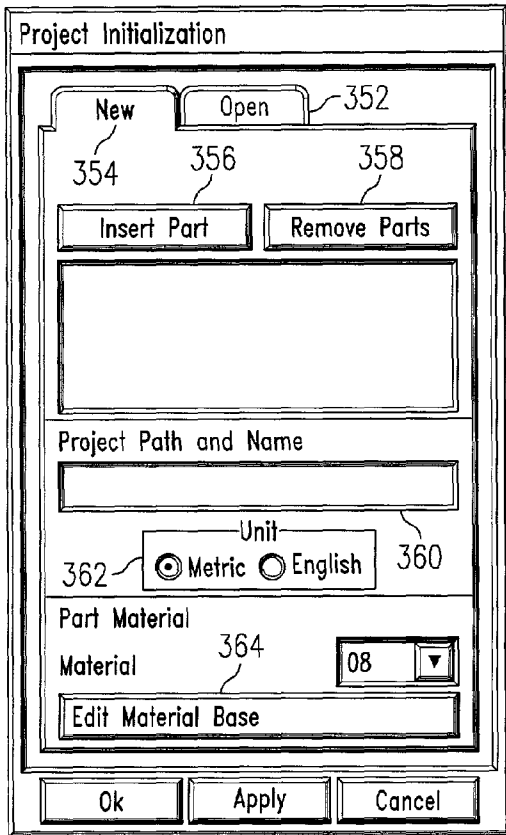 Project Initialization
New Open 352
354 356 358
Insert Part Remove Parts
Project Path and Name
360
Unit
362 Metric English
Part Material
364
Material 08
Edit Material Base
Ok Apply Cancel